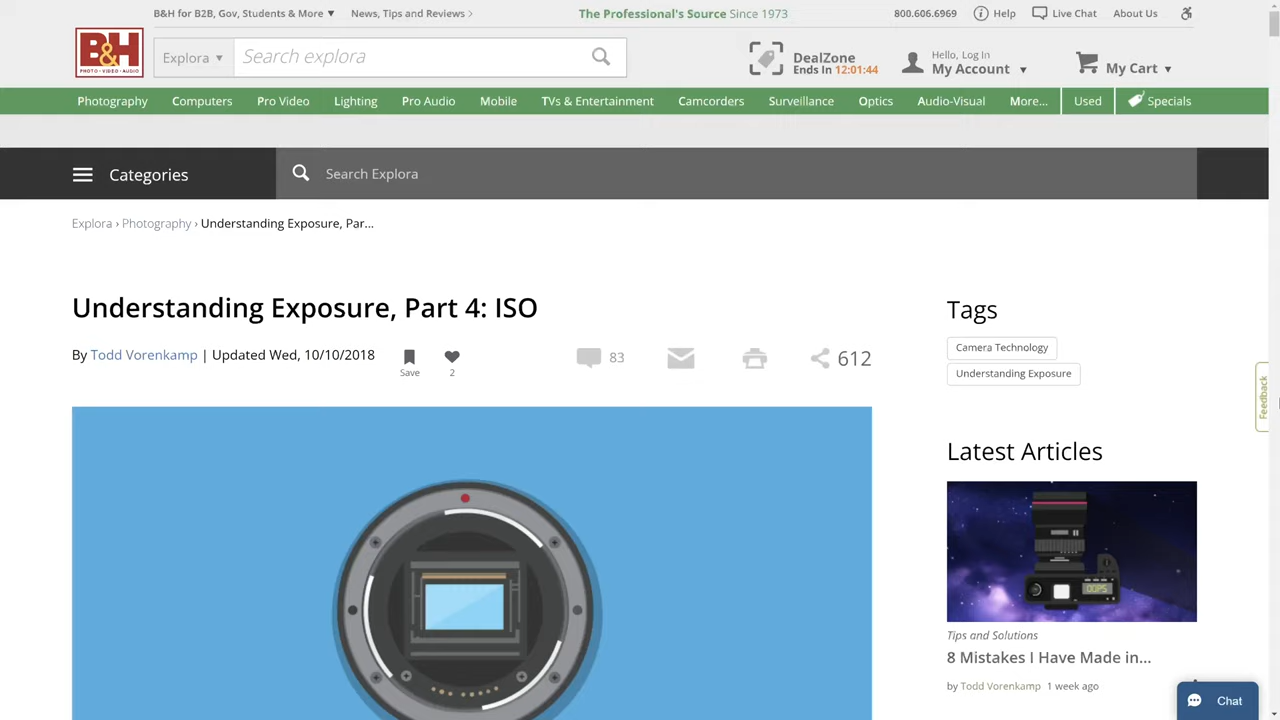 B&H for B2B, Gov, Students & More ▼
News, Tips and Reviews >
The Professional's Source Since 1973
800.606.6969
Help
Live Chat
About Us
B&H
PHOTO · VIDEO · AUDIO
Explora ▼
Search explora
DealZone
Ends In 12:01:44
Hello, Log In
My Account ▼
My Cart ▼
Photography
Computers
Pro Video
Lighting
Pro Audio
Mobile
TVs & Entertainment
Camcorders
Surveillance
Optics
Audio-Visual
More...
Used
Specials
Categories
Search Explora
Explora › Photography › Understanding Exposure, Par...
Understanding Exposure, Part 4: ISO
By Todd Vorenkamp | Updated Wed, 10/10/2018
Save
2
83
612
Tags
Camera Technology
Understanding Exposure
Feedback
Latest Articles
OOPS
Tips and Solutions
8 Mistakes I Have Made in...
by Todd Vorenkamp 1 week ago
Chat